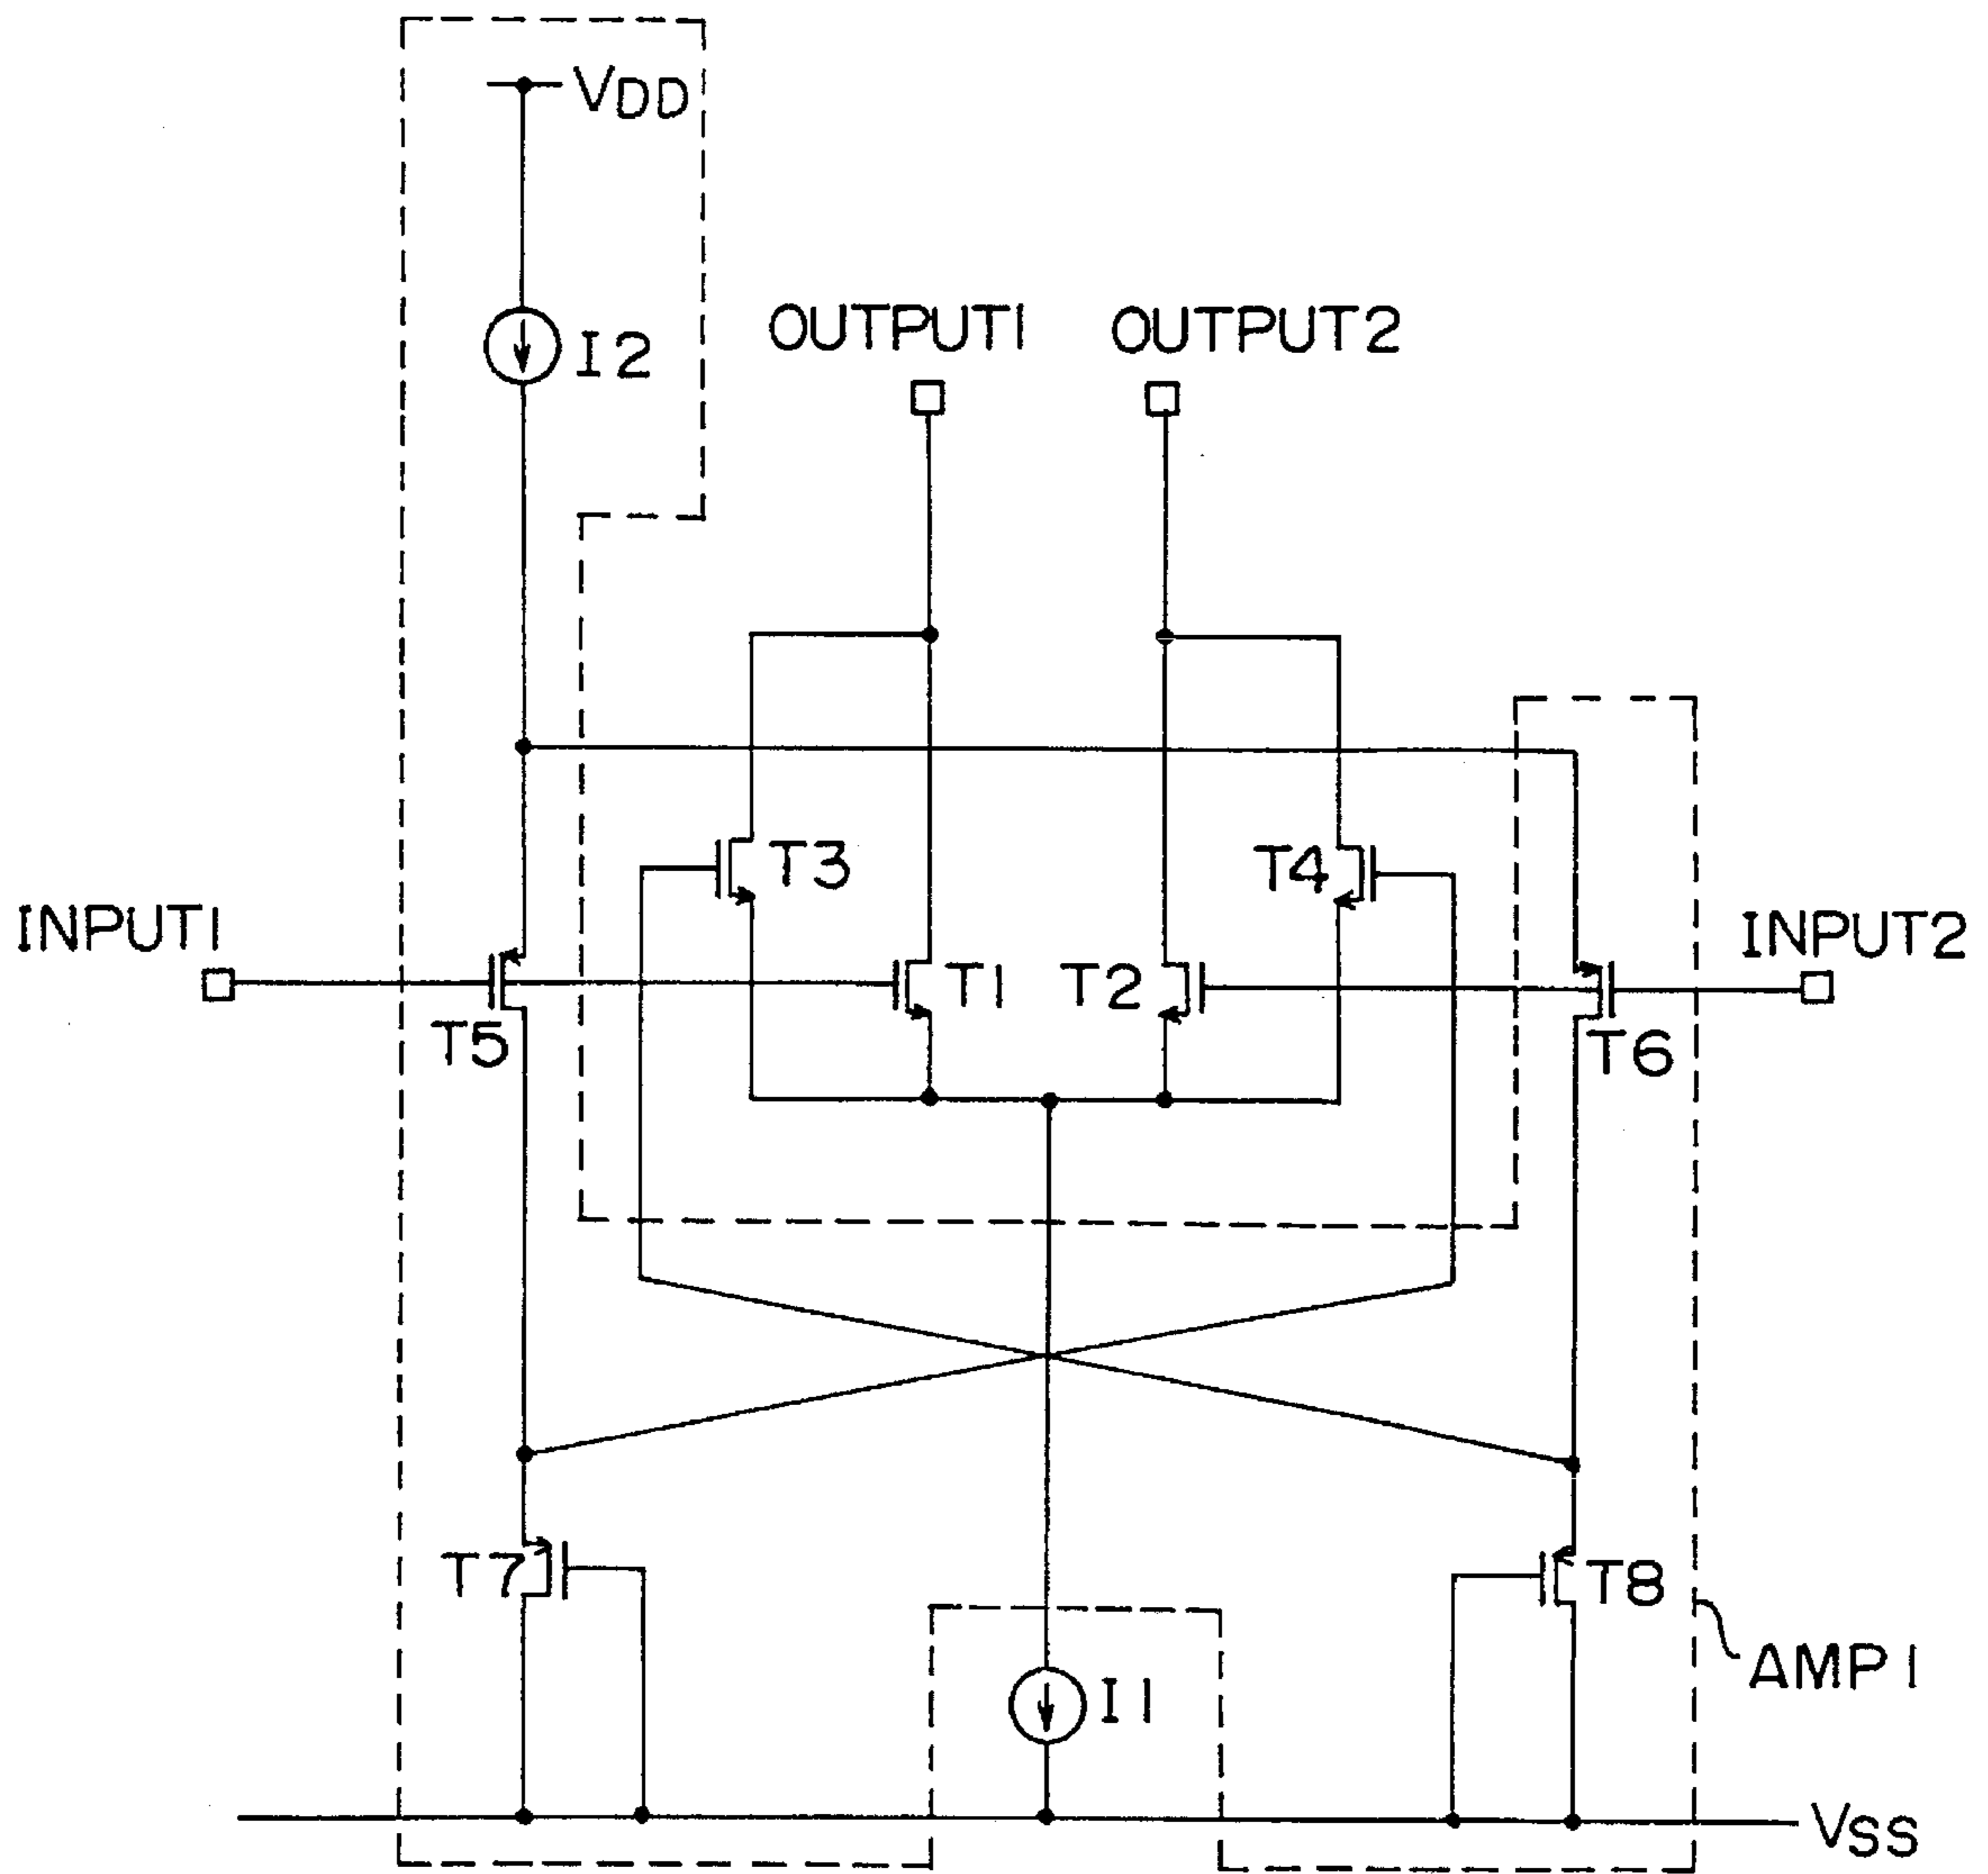 VDD
I2
OUTPUT1
OUTPUT2
T3
T4
INPUT1
INPUT2
T1
T2
T5
T6
T7
T8
AMP1
I1
VSS